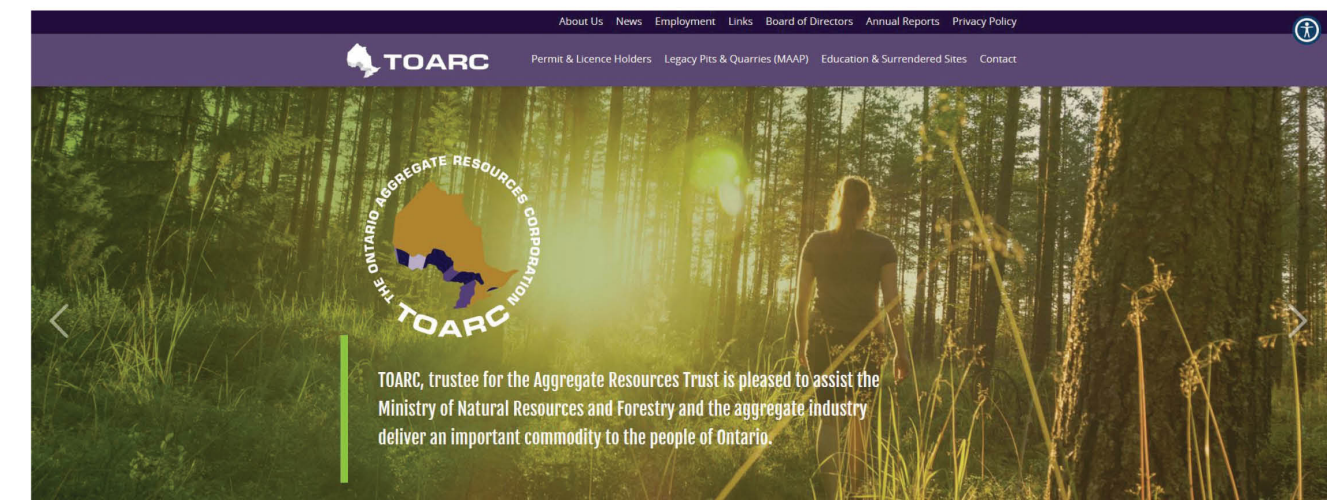 About Us News Employment Links Board of Directors Annual Reports Privacy Policy
TOARC
Permit & Licence Holders Legacy Pits & Quarries (MAAP) Education & Surrendered Sites Contact
THE ONTARIO AGGREGATE RESOURCES CORPORATION
TOARC
TOARC, trustee for the Aggregate Resources Trust is pleased to assist the
Ministry of Natural Resources and Forestry and the aggregate industry
deliver an important commodity to the people of Ontario.